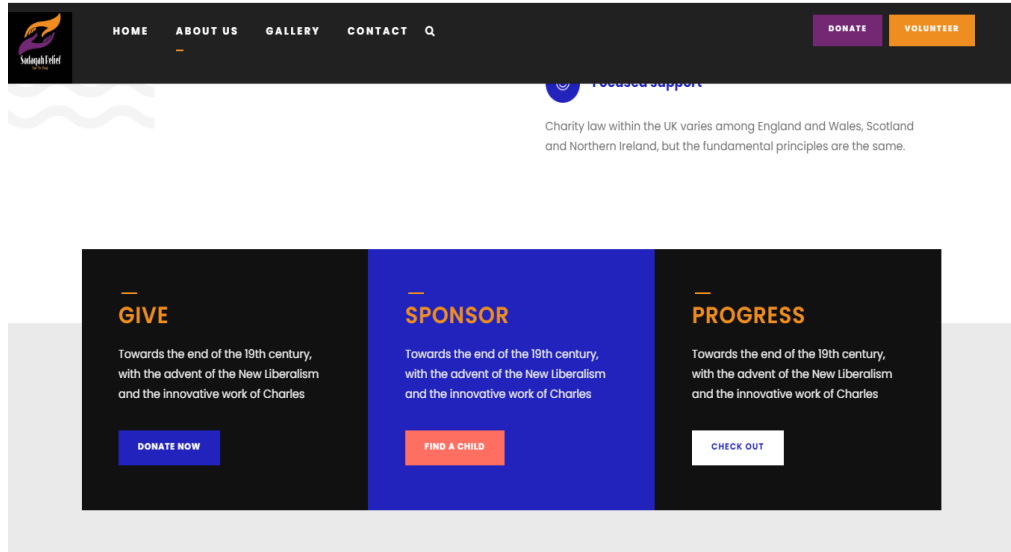 HOME ABOUT US GALLERY CONTACT
DONATE VOLUNTEER
Sadaqah Relief
Focused support
Charity law within the UK varies among England and Wales, Scotland
and Northern Ireland, but the fundamental principles are the same.
GIVE
Towards the end of the 19th century,
with the advent of the New Liberalism
and the innovative work of Charles
DONATE NOW
SPONSOR
Towards the end of the 19th century,
with the advent of the New Liberalism
and the innovative work of Charles
FIND A CHILD
PROGRESS
Towards the end of the 19th century,
with the advent of the New Liberalism
and the innovative work of Charles
CHECK OUT